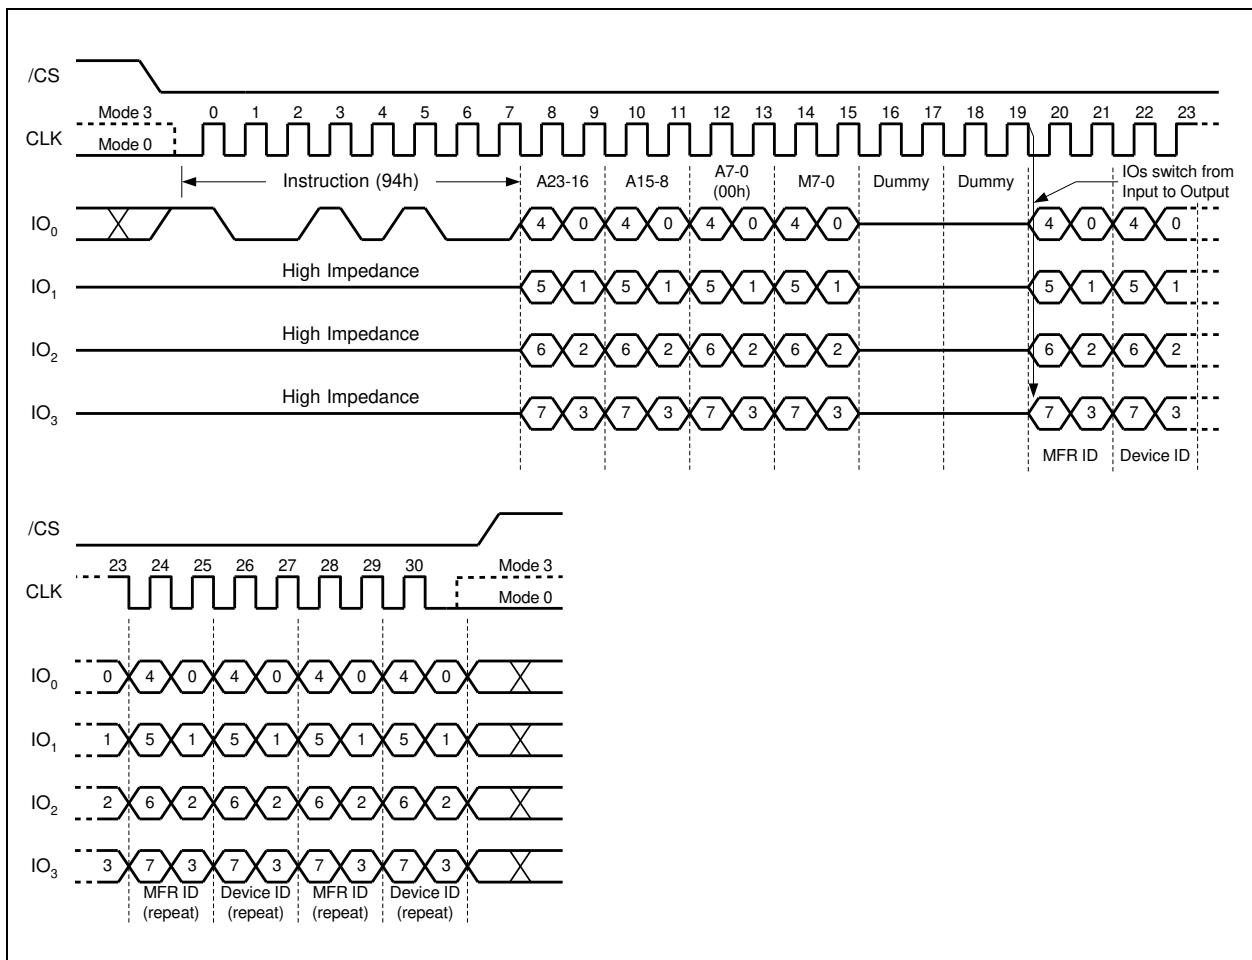 /CS
Mode 3 0 1 2 3 4 5 6 7 8 9 10 11 12 13 14 15 16 17 18 19 20 21 22 23
CLK
Mode 0
Instruction (94h) A23-16 A15-8 A7-0 (00h) M7-0 Dummy Dummy IOs switch from Input to Output
IO0 4 0 4 0 4 0 4 0 4 0 4 0
High Impedance
IO1 5 1 5 1 5 1 5 1 5 1 5 1
High Impedance
IO2 6 2 6 2 6 2 6 2 6 2 6 2
High Impedance
IO3 7 3 7 3 7 3 7 3 7 3 7 3
MFR ID Device ID
/CS
23 24 25 26 27 28 29 30 Mode 3
CLK
Mode 0
IO0 0 4 0 4 0 4 0 4 0
IO1 1 5 1 5 1 5 1 5 1
IO2 2 6 2 6 2 6 2 6 2
IO3 3 7 3 7 3 7 3 7 3
MFR ID Device ID MFR ID Device ID
(repeat) (repeat) (repeat) (repeat)